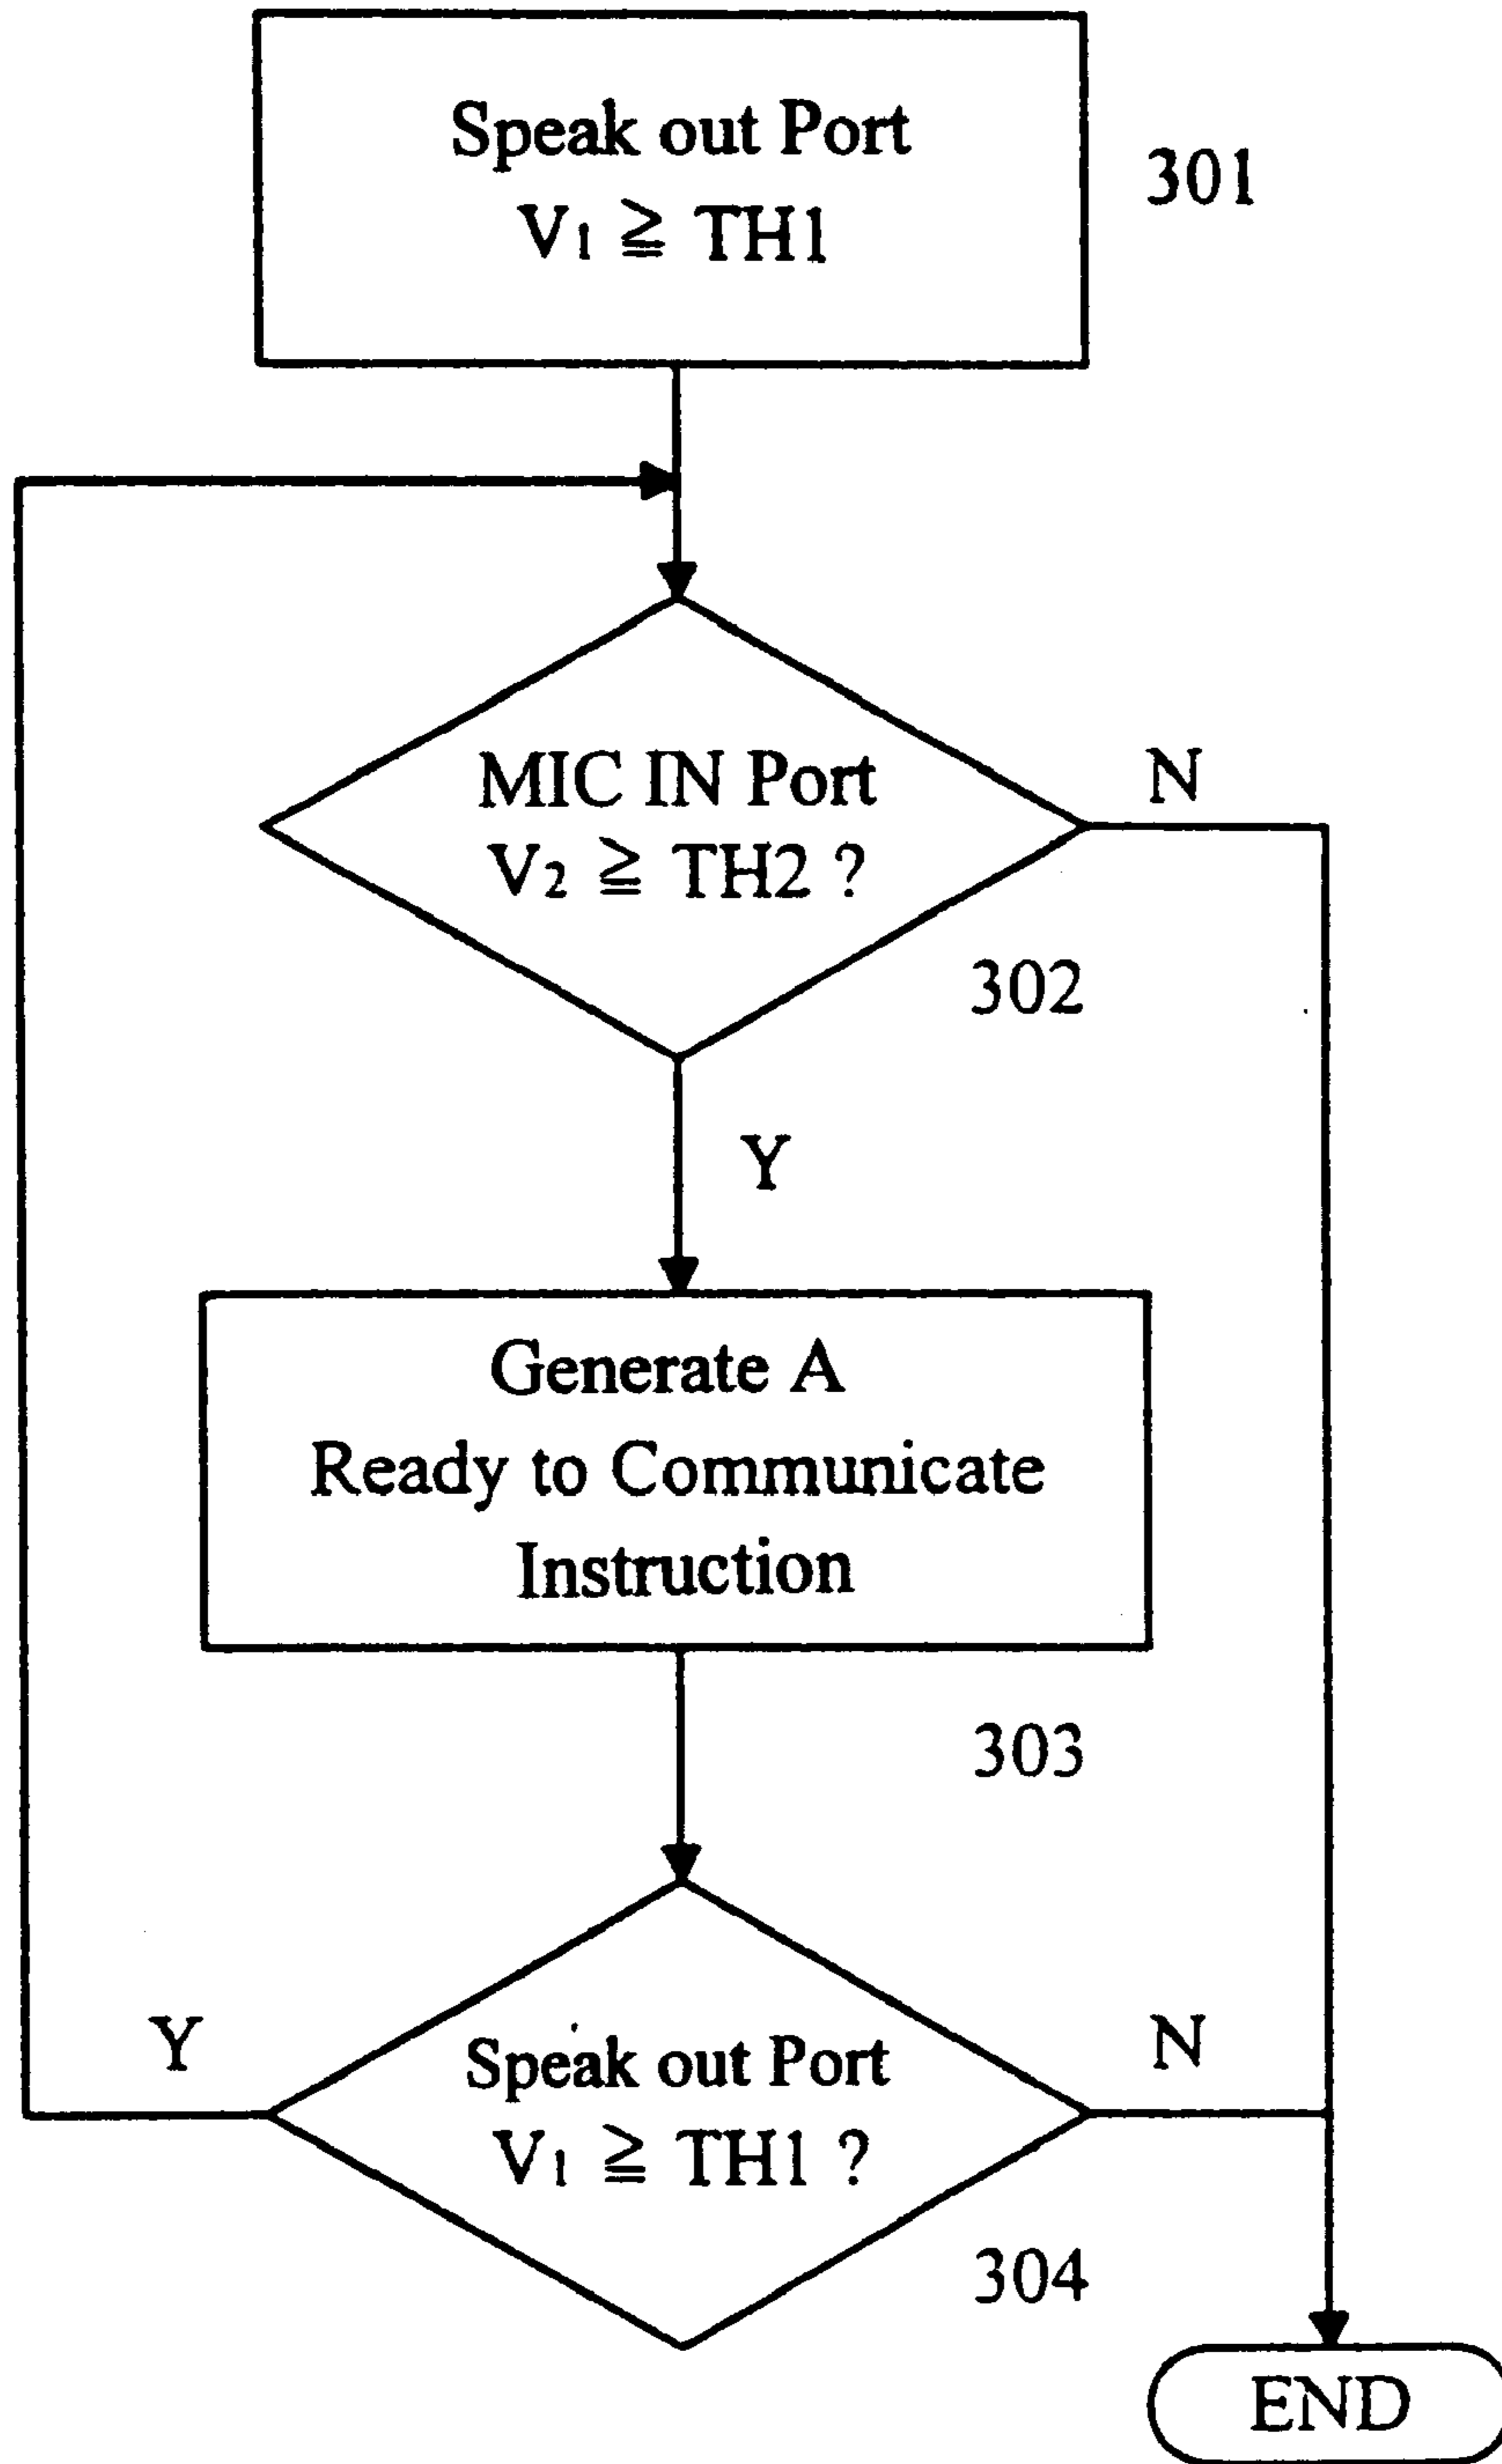 Speak out Port
V₁ ≧ TH1
301
MIC IN Port
V₂ ≧ TH2 ?
N
302
Y
Generate A
Ready to Communicate
Instruction
303
Y
Speak out Port
V₁ ≧ TH1 ?
N
304
END